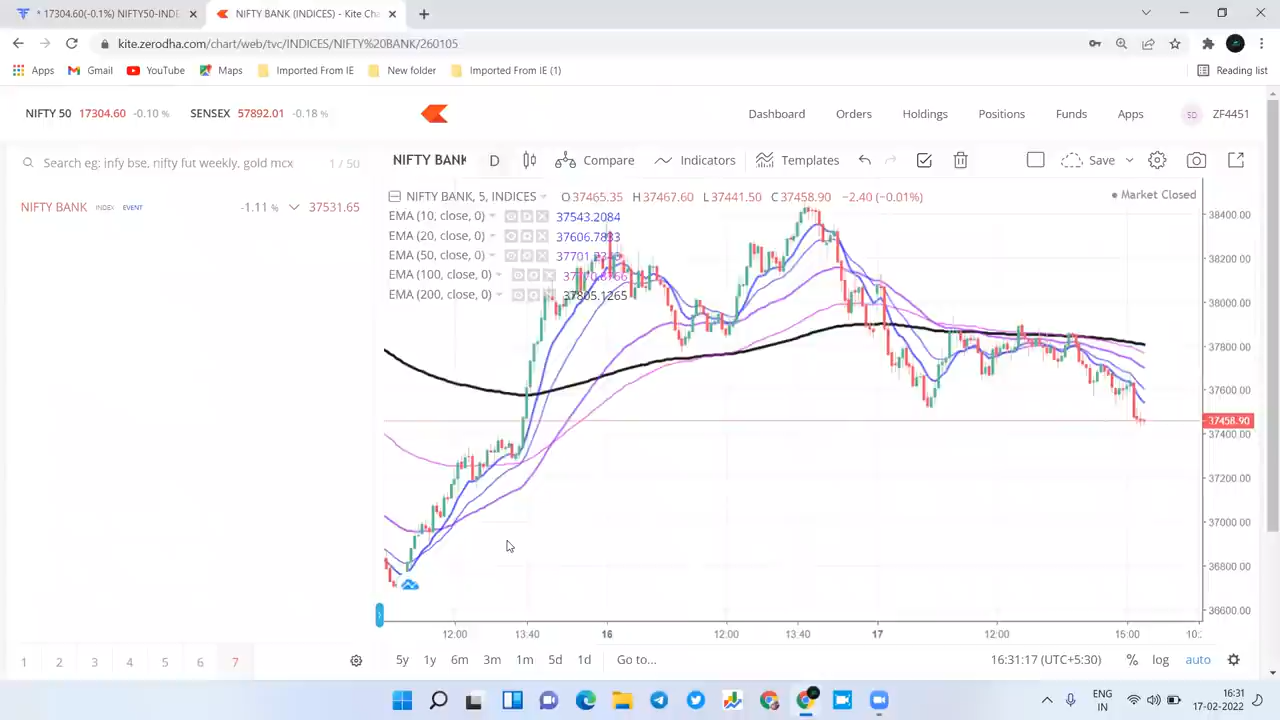 * 17304.60(-0.1%) NIFTY50-INDE
NIFTY BANK (INDICES) - Kite Cha
kite.zerodha.com/chart/web/tvc/INDICES/NIFTY%20BANK/260105
Apps Gmail YouTube Maps Imported From IE New folder Imported From IE (1) Reading list
NIFTY 50 17304.60 -0.10 % SENSEX 57892.01 -0.18 % Dashboard Orders Holdings Positions Funds Apps SD ZF4451
Search eg: infy bse, nifty fut weekly, gold mcx 1 / 50
NIFTY BANK D Compare Indicators Templates Save
NIFTY BANK INDEX EVENT -1.11 % 37531.65
NIFTY BANK, 5, INDICES O37465.35 H37467.60 L37441.50 C37458.90 −2.40 (−0.01%) Market Closed
EMA (10, close, 0) 37543.2084
EMA (20, close, 0) 37606.7833
EMA (50, close, 0)
EMA (100, close, 0)
EMA (200, close, 0) 37805.1265
38400.00
38200.00
38000.00
37800.00
37600.00
37458.90
37400.00
37200.00
37000.00
36800.00
36600.00
12:00 13:40 16 12:00 13:40 17 12:00 15:00 10:
1 2 3 4 5 6 7
5y 1y 6m 3m 1m 5d 1d Go to... 16:31:17 (UTC+5:30) % log auto
ENG
IN
16:31
17-02-2022